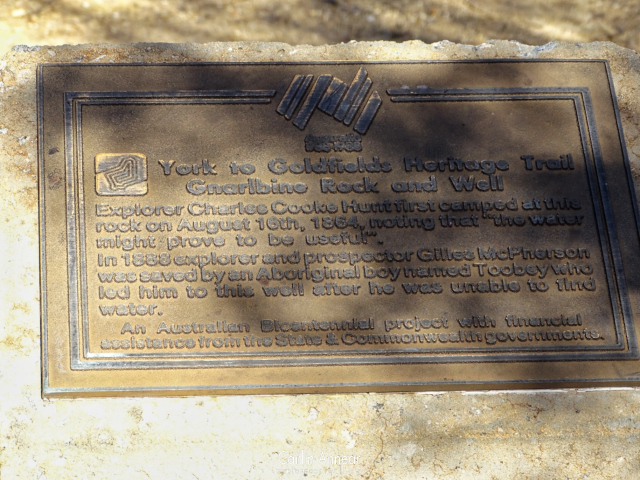 York to Goldfields Heritage Trail
Gnarlbine Rock and Well
Explorer Charles Cooke Hunt first camped at this
rock on August 16th, 1864, noting that "the water
might prove to be useful".
In 1888 explorer and prospector Gilles McPherson
was saved by an Aboriginal boy named Toobey who
led him to this well after he was unable to find
water.
An Australian Bicentennial project with financial
assistance from the State & Commonwealth governments.